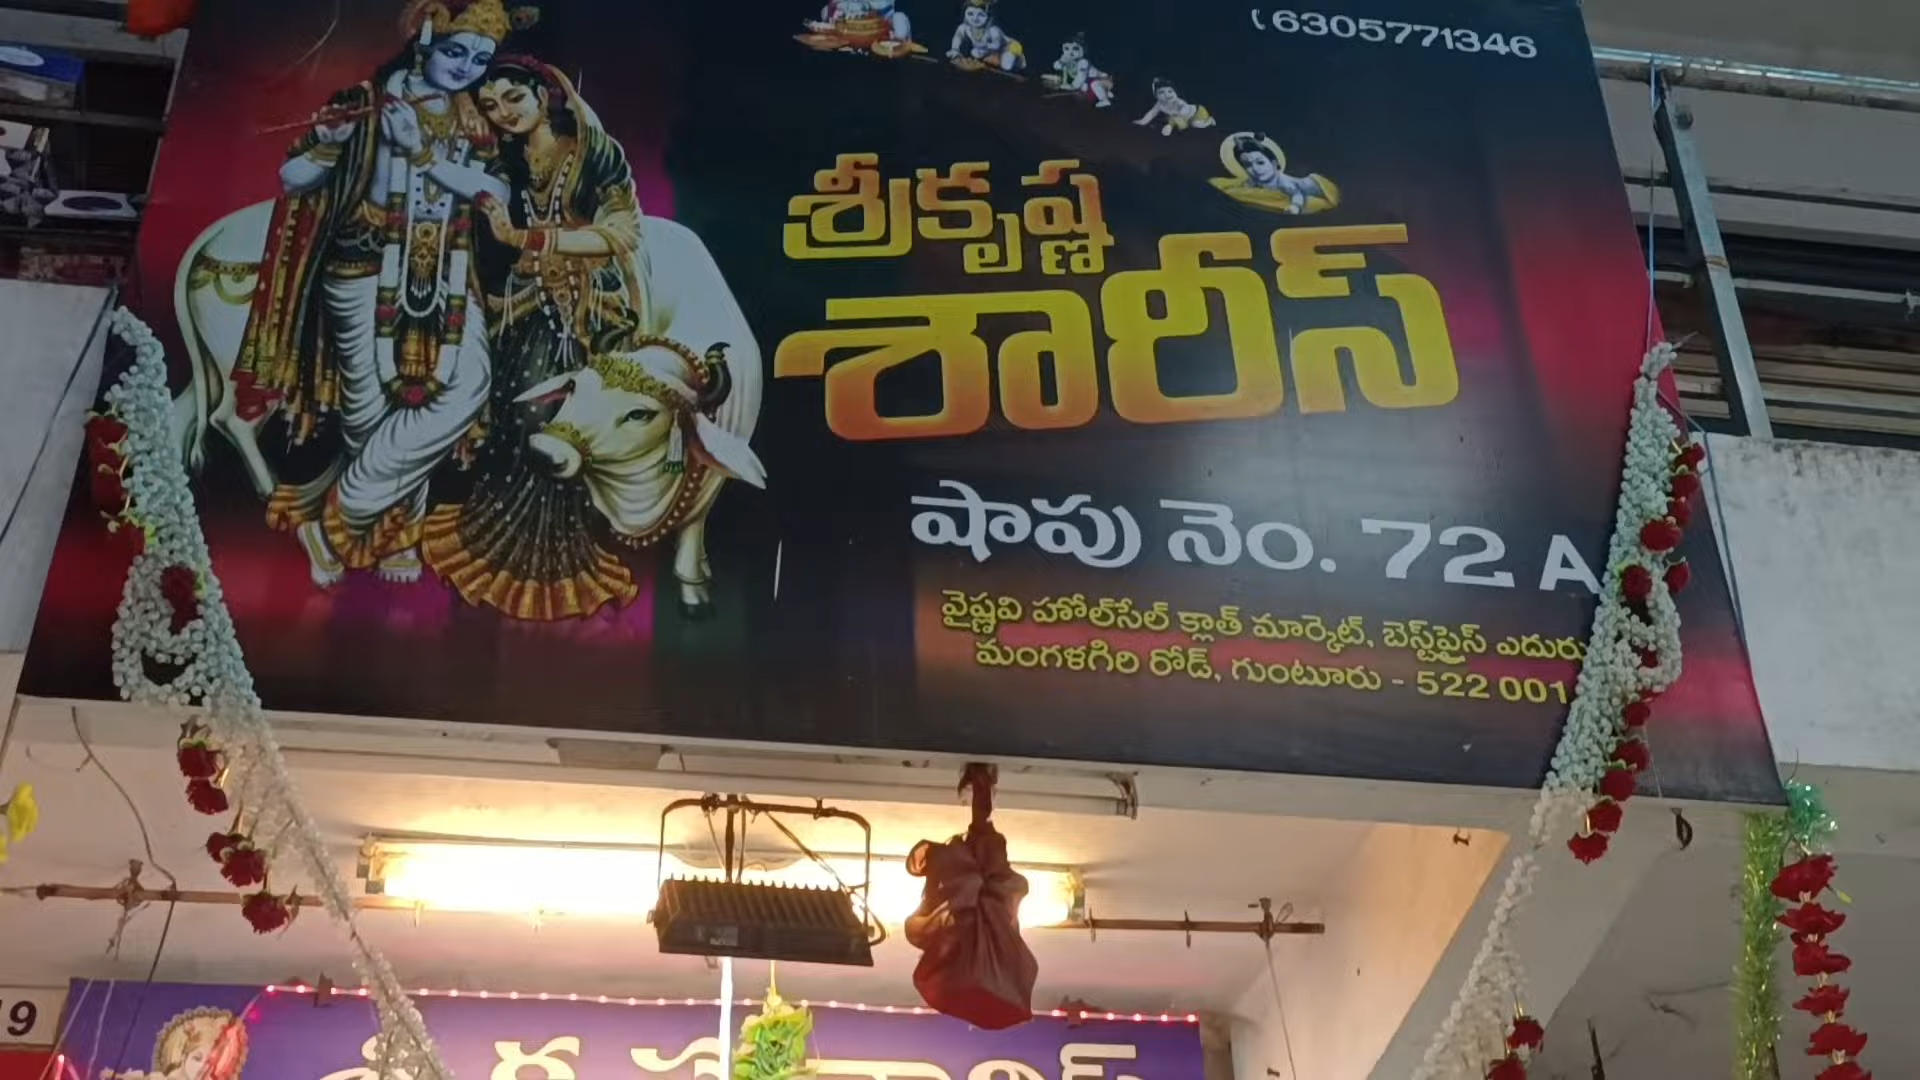 6305771346
శ్రీకృష్ణ
శారీస్
షాపు నెం. 72 A
వైష్ణవి హోల్‌సేల్ క్లాత్ మార్కెట్, బెస్ట్‌ప్రైస్ ఎదురు
మంగళగిరి రోడ్, గుంటూరు - 522 001